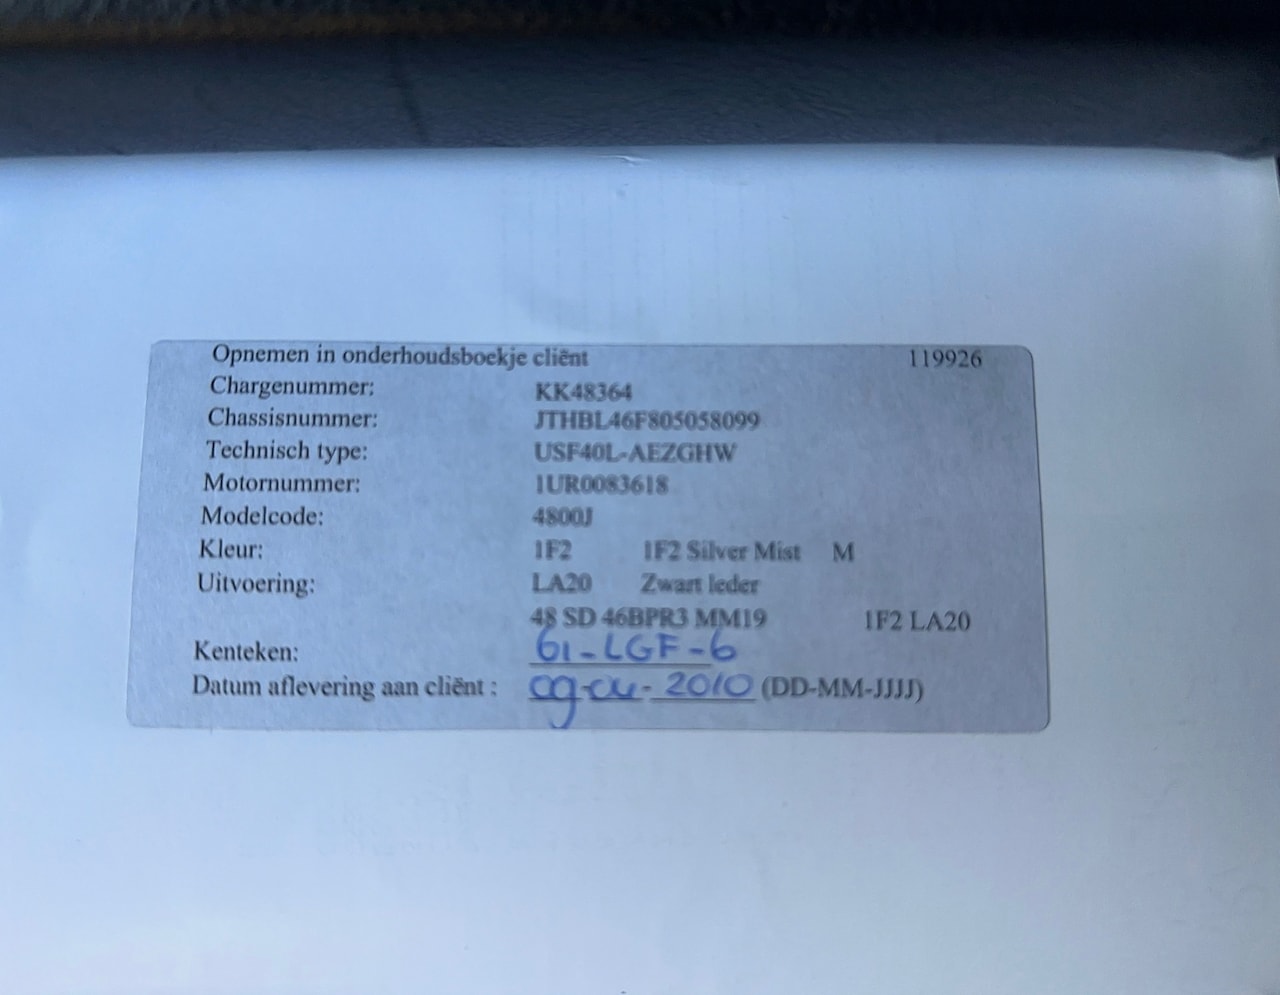 Opnemen in onderhoudsboekje cliënt 119926
Chargenummer: KK48364
Chassisnummer: JTHBL46F805058099
Technisch type: USF40L-AEZGHW
Motornummer: 1UR0083618
Modelcode: 4800J
Kleur: 1F2 1F2 Silver Mist M
Uitvoering: LA20 Zwart leder
48 SD 46BPR3 MM19 1F2 LA20
Kenteken: 61-LGF-6
Datum aflevering aan cliënt : 09-04-2010 (DD-MM-JJJJ)